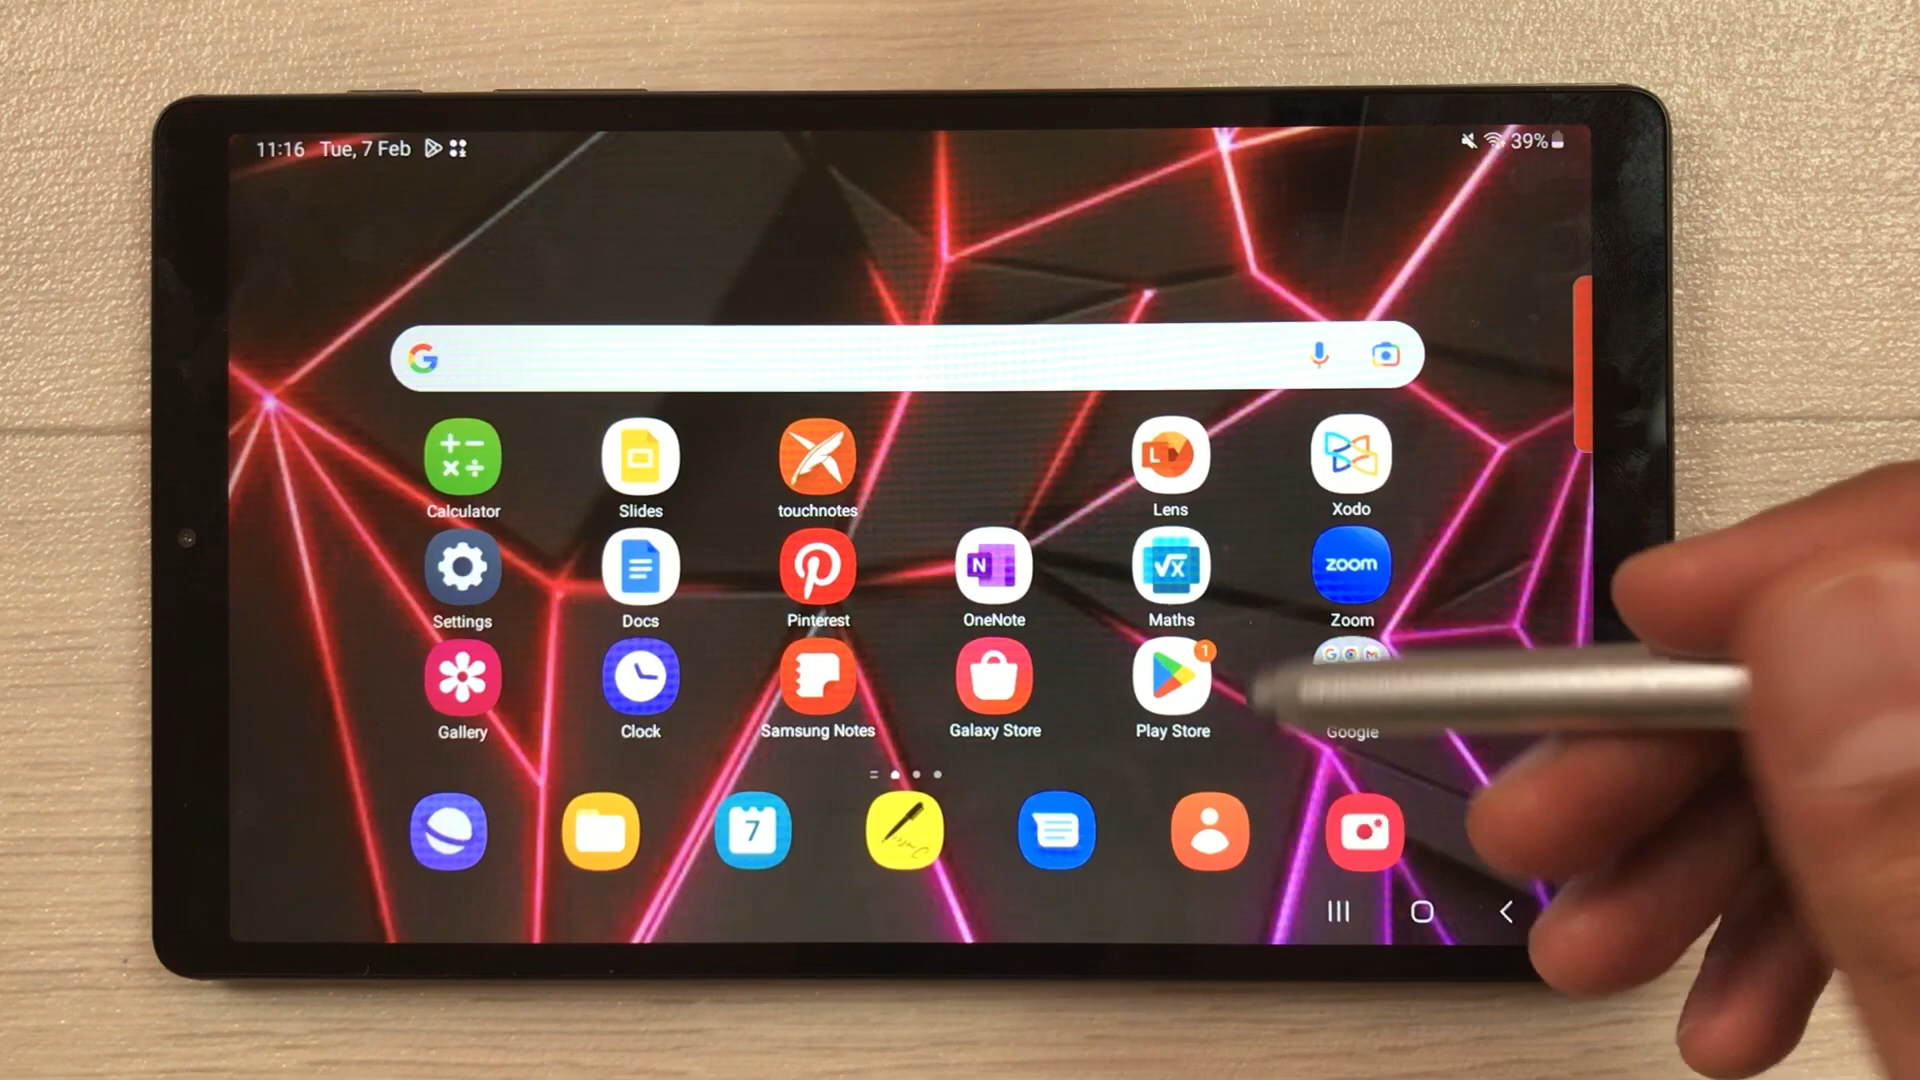 11:16 Tue, 7 Feb 39%
Calculator Slides touchnotes Lens Xodo
zoom
Settings Docs Pinterest OneNote Maths Zoom
1
Gallery Clock Samsung Notes Galaxy Store Play Store Google
7